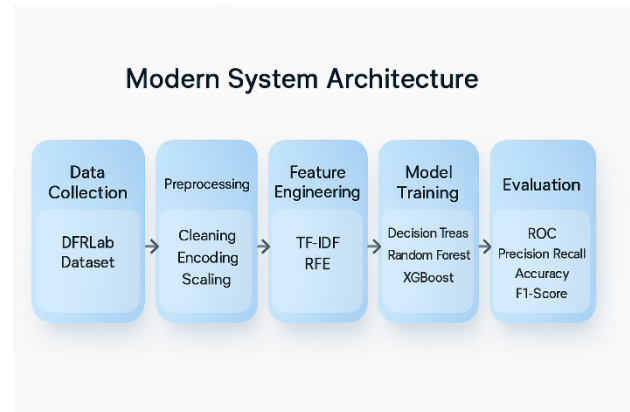 Modern System Architecture
Data
Collection
DFRLab
Dataset
Preprocessing
Cleaning
Encoding
Scaling
Feature
Engineering
TF-IDF
RFE
Model
Training
Decision Treas
Random Forest
XGBoost
Evaluation
ROC
Precision Recall
Accuracy
F1-Score